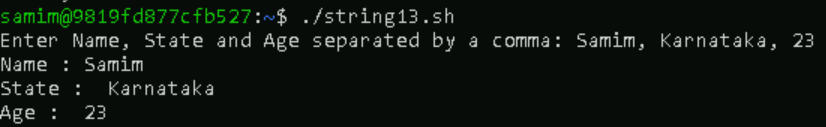 samim@9819fd877cfb527:~$ ./string13.sh
Enter Name, State and Age separated by a comma: Samim, Karnataka, 23
Name : Samim
State :  Karnataka
Age :  23